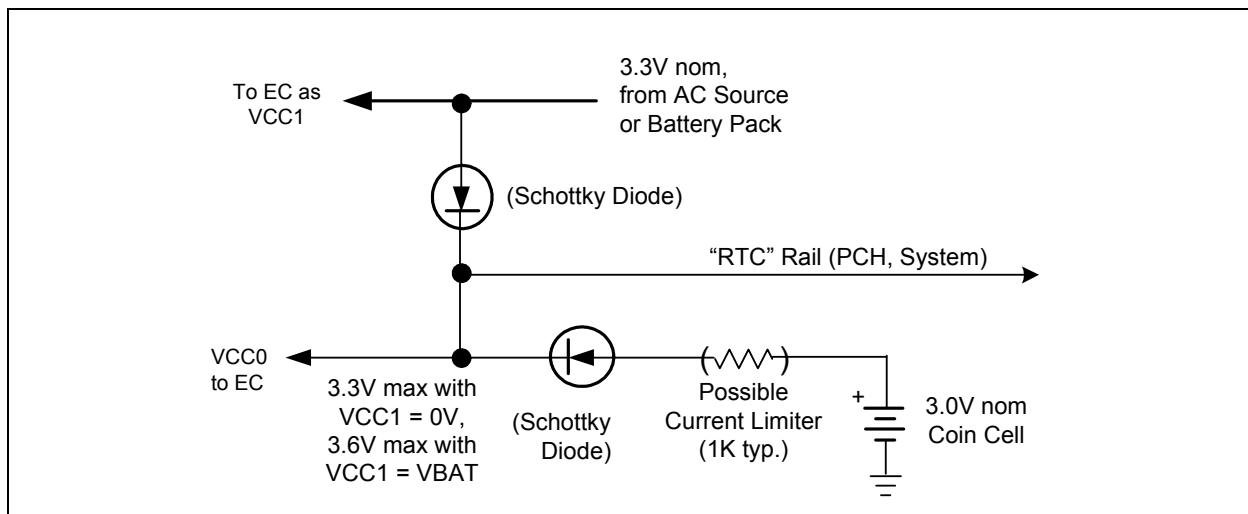 To EC as
VCC1
3.3V nom,
from AC Source
or Battery Pack
(Schottky Diode)
“RTC” Rail (PCH, System)
VCC0
to EC
3.3V max with
VCC1 = 0V,
3.6V max with
VCC1 = VBAT
(Schottky
Diode)
( )
Possible
Current Limiter
(1K typ.)
+
3.0V nom
Coin Cell